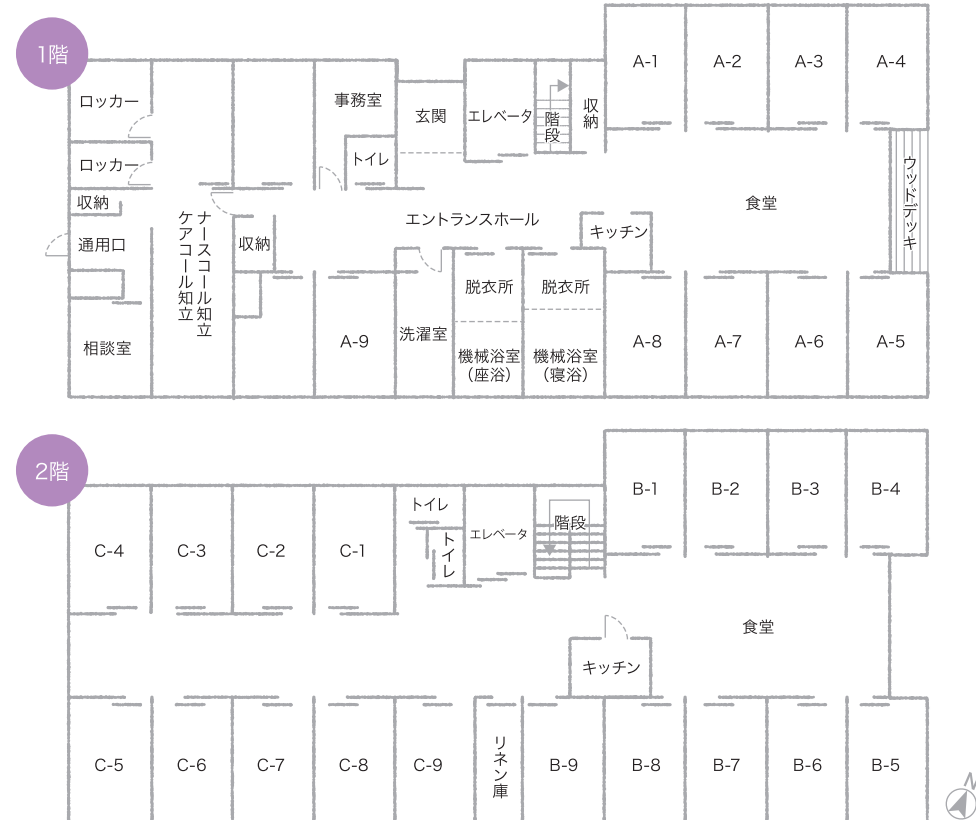 1階
ロッカー
ロッカー
収納
通用口
相談室
ナースコール知立
ケアコール知立
収納
事務室
トイレ
玄関
エレベータ
階段
収納
エントランスホール
キッチン
食堂
ウッドデッキ
A-1
A-2
A-3
A-4
A-9
洗濯室
脱衣所
機械浴室
（座浴）
脱衣所
機械浴室
（寝浴）
A-8
A-7
A-6
A-5
2階
C-4
C-3
C-2
C-1
トイレ
トイレ
エレベータ
階段
B-1
B-2
B-3
B-4
食堂
キッチン
C-5
C-6
C-7
C-8
C-9
リネン庫
B-9
B-8
B-7
B-6
B-5
N